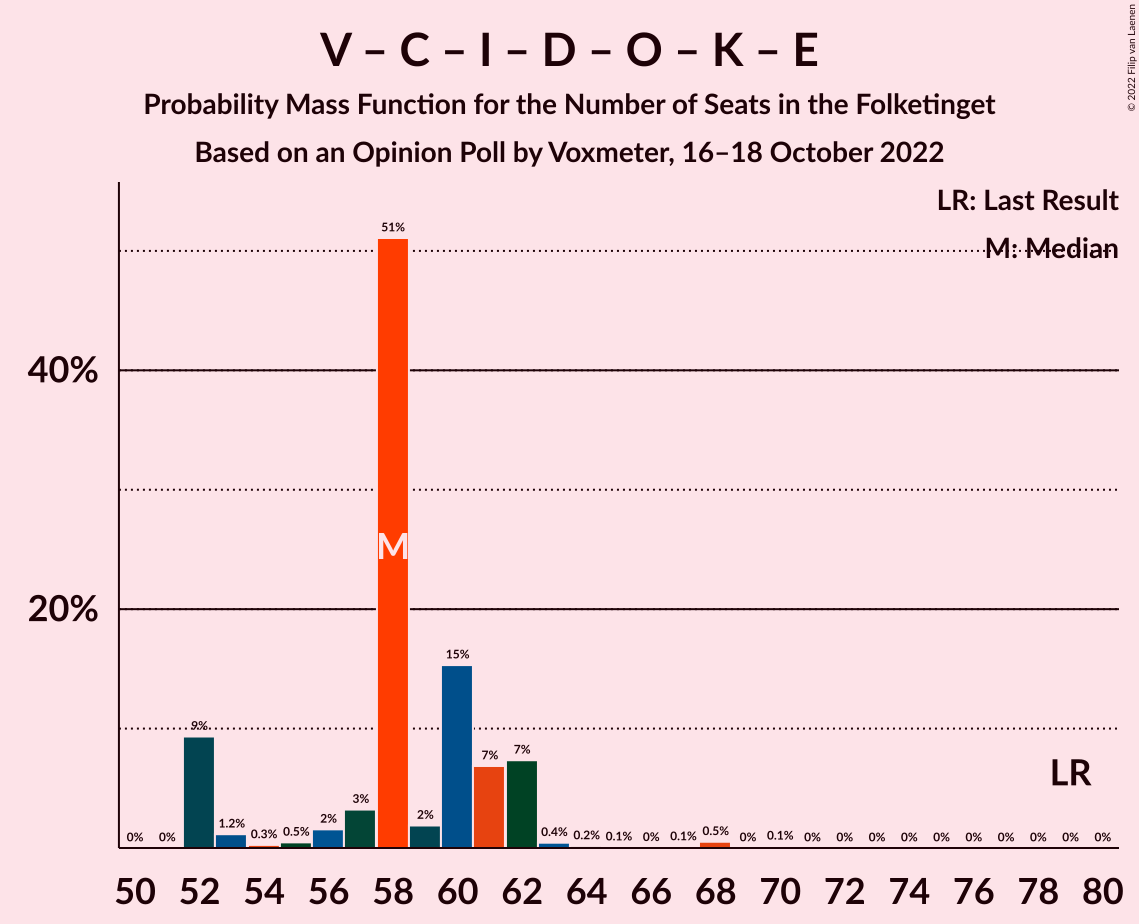 V – C – I – D – O – K – E
Probability Mass Function for the Number of Seats in the Folketinget
Based on an Opinion Poll by Voxmeter, 16–18 October 2022
© 2022 Filip van Laenen
LR: Last Result
M: Median
40%
20%
0% 0% 9% 1.2% 0.3% 0.5% 2% 3% 51% 2% 15% 7% 7% 0.4% 0.2% 0.1% 0% 0.1% 0.5% 0% 0.1% 0% 0% 0% 0% 0% 0% 0% 0% 0% 0%
M
LR
50 52 54 56 58 60 62 64 66 68 70 72 74 76 78 80